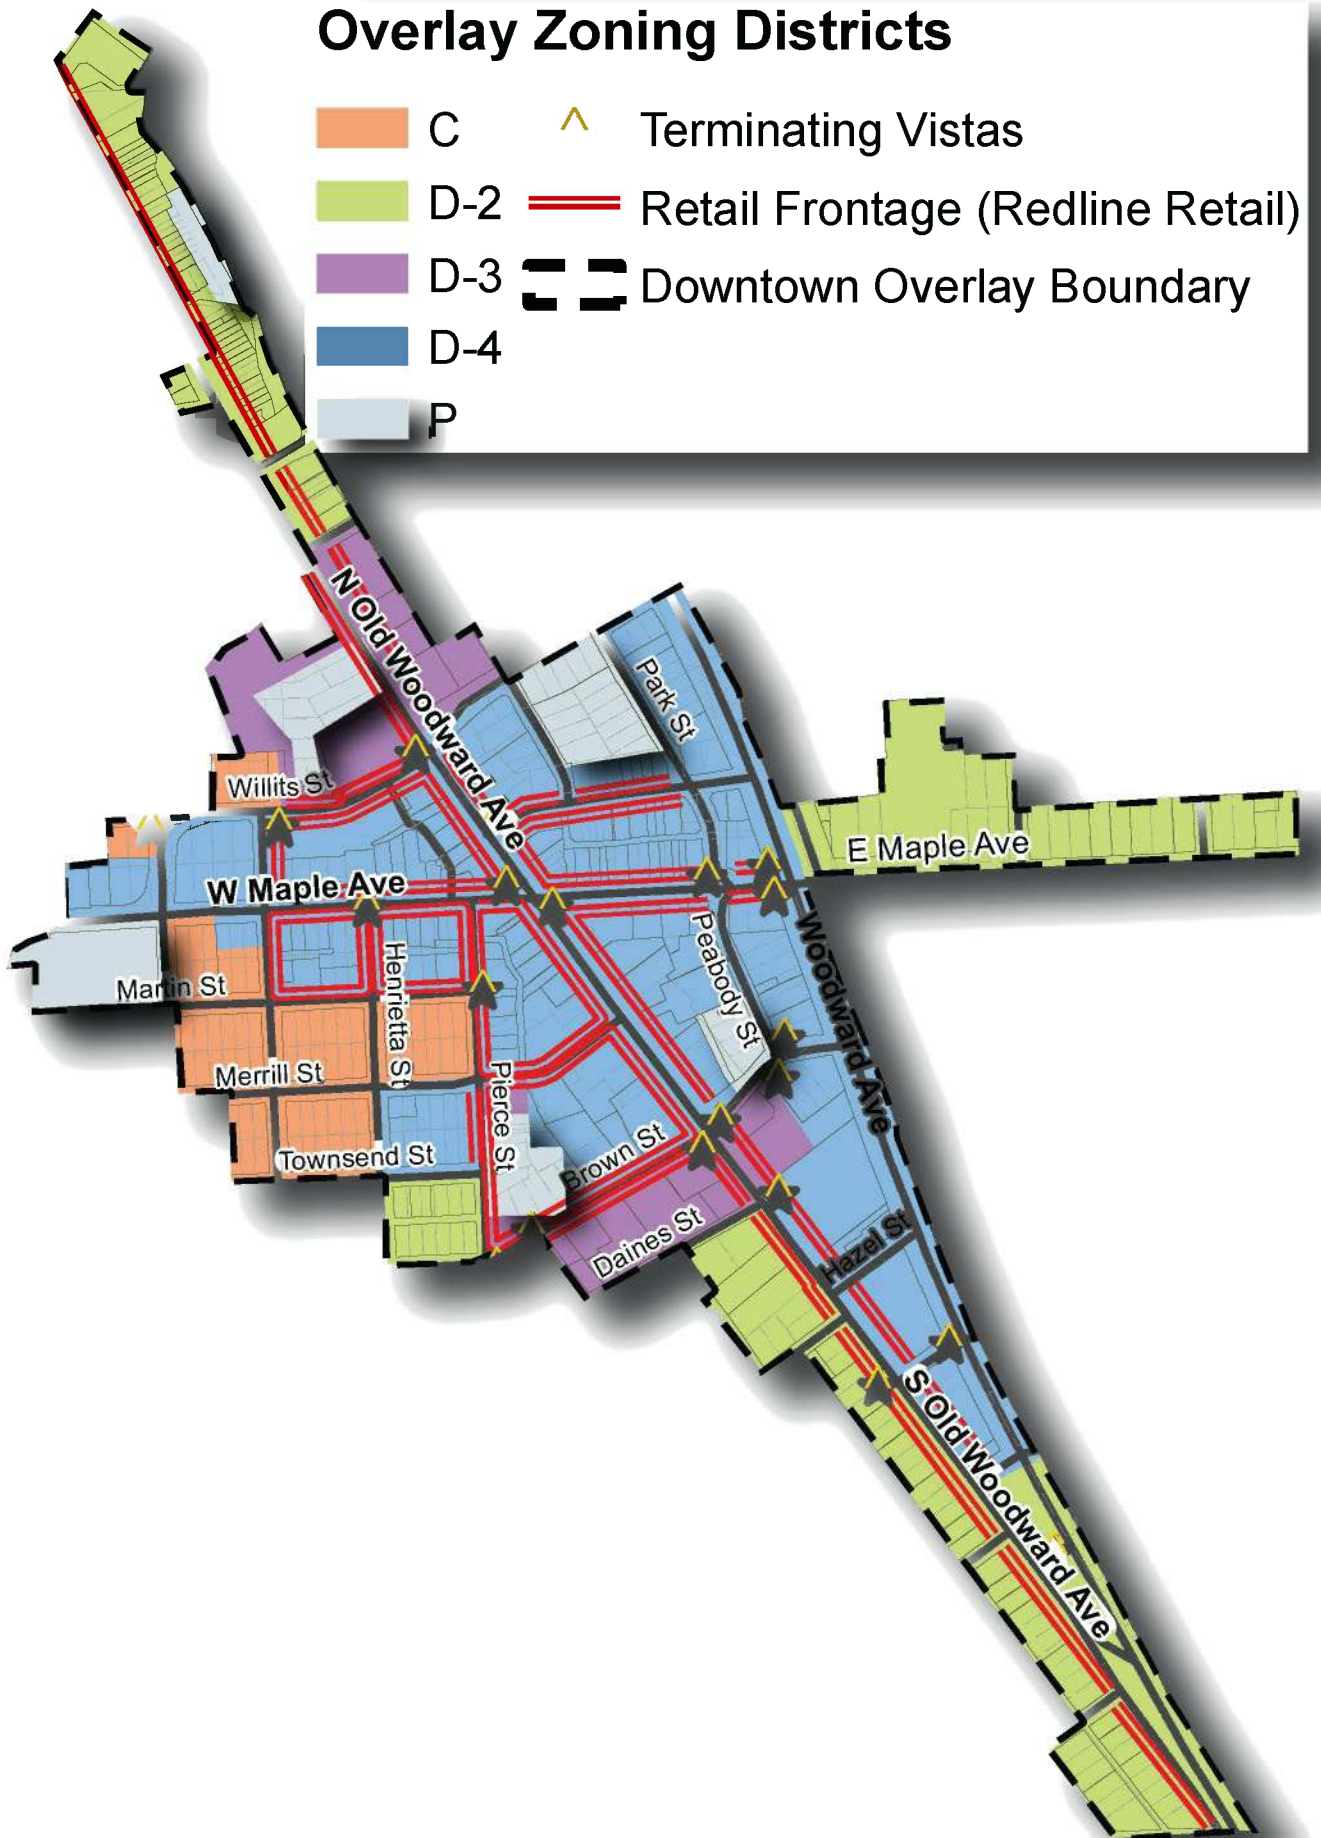 Overlay Zoning Districts
C
Terminating Vistas
D-2
Retail Frontage (Redline Retail)
D-3
Downtown Overlay Boundary
D-4
P
N Old Woodward Ave
Park St
Willits St
E Maple Ave
W Maple Ave
Peabody St
Woodward Ave
Henrietta St
Martin St
Merrill St
Pierce St
Townsend St
Brown St
Daines St
Hazel St
S Old Woodward Ave